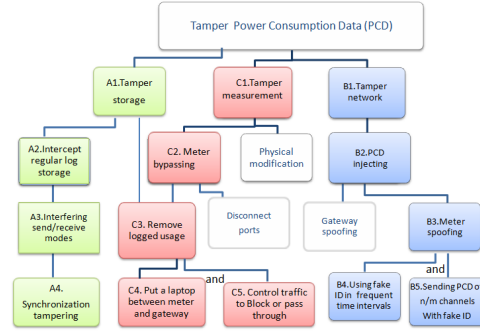 Tamper Power Consumption Data (PCD)
A1.Tamper
storage
C1.Tamper
measurement
B1.Tamper
network
A2.Intercept
regular log
storage
C2. Meter
bypassing
Physical
modification
B2.PCD
injecting
A3.Interfering
send/receive
modes
C3. Remove
logged usage
Disconnect
ports
Gateway
spoofing
B3.Meter
spoofing
and
and
A4.
Synchronization
tampering
C4. Put a laptop
between meter
and gateway
C5. Control traffic
to Block or pass
through
B4.Using fake
ID in frequent
time intervals
B5.Sending PCD of
n/m channels
With fake ID